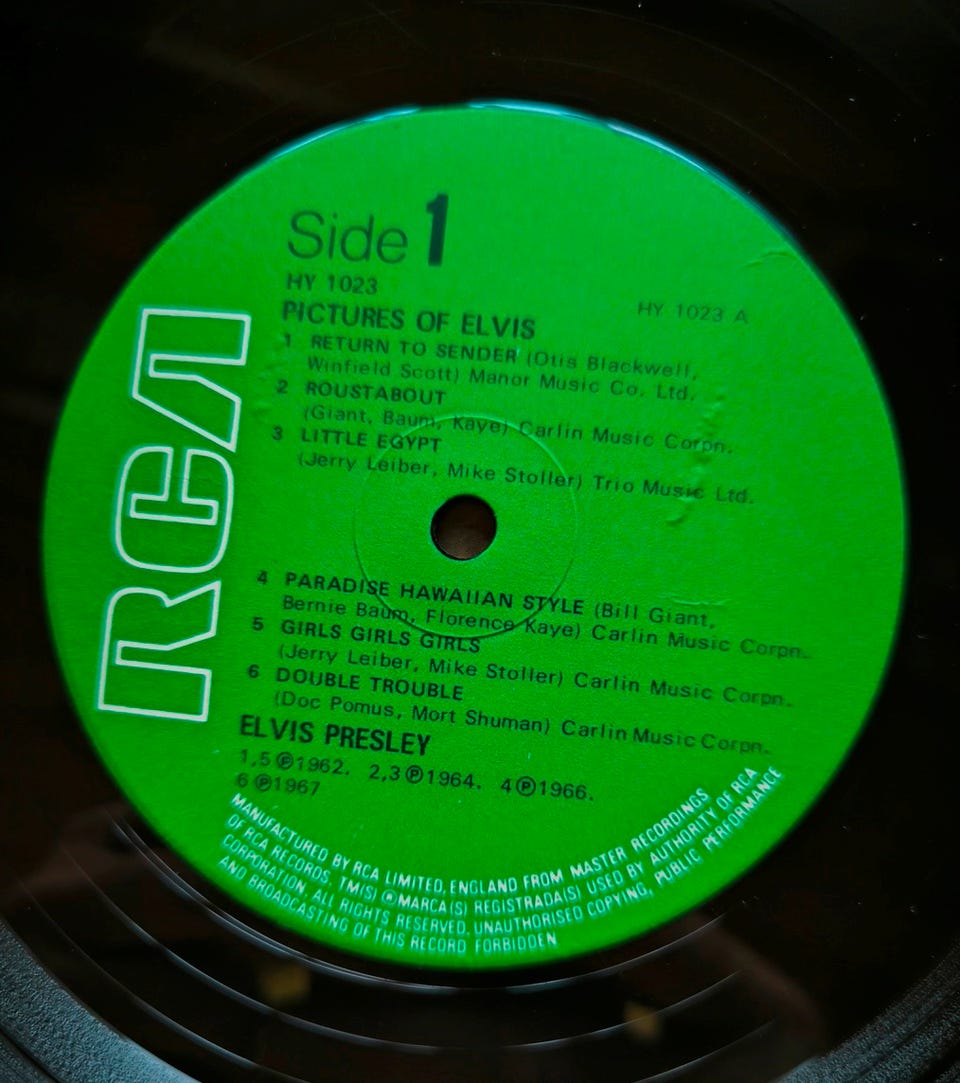 Side 1
HY 1023
HY 1023 A
PICTURES OF ELVIS
1 RETURN TO SENDER (Otis Blackwell,
Winfield Scott) Manor Music Co. Ltd.
2 ROUSTABOUT
(Giant, Baum, Kaye) Carlin Music Corpn.
3 LITTLE EGYPT
(Jerry Leiber, Mike Stoller) Trio Music Ltd.
RCA
4 PARADISE HAWAIIAN STYLE (Bill Giant,
Bernie Baum, Florence Kaye) Carlin Music Corpn.
5 GIRLS GIRLS GIRLS
(Jerry Leiber, Mike Stoller) Carlin Music Corpn.
6 DOUBLE TROUBLE
(Doc Pomus, Mort Shuman) Carlin Music Corpn.
ELVIS PRESLEY
1,5 ℗1962. 2,3 ℗1964. 4 ℗1966.
6 ℗1967
MANUFACTURED BY RCA LIMITED, ENGLAND FROM MASTER RECORDINGS
OF RCA RECORDS, TM(S) ® MARCA(S) REGISTRADA(S) USED BY AUTHORITY OF RCA
CORPORATION. ALL RIGHTS RESERVED. UNAUTHORISED COPYING, PUBLIC PERFORMANCE
AND BROADCASTING OF THIS RECORD FORBIDDEN